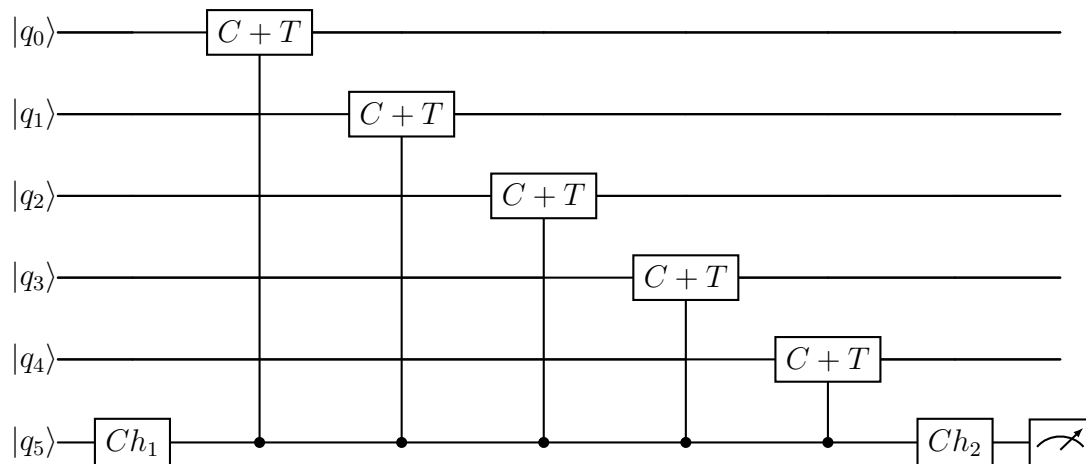 |q₀⟩ C + T
|q₁⟩ C + T
|q₂⟩ C + T
|q₃⟩ C + T
|q₄⟩ C + T
|q₅⟩ Ch₁ Ch₂